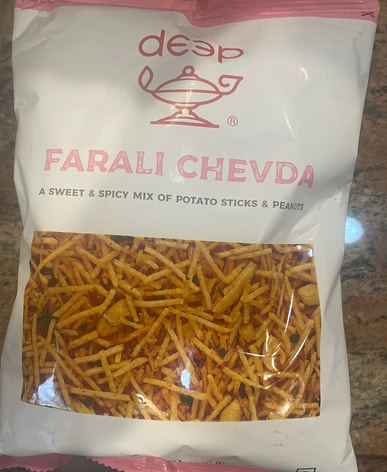 deep
®
FARALI CHEVDA
A SWEET & SPICY MIX OF POTATO STICKS & PEANUTS